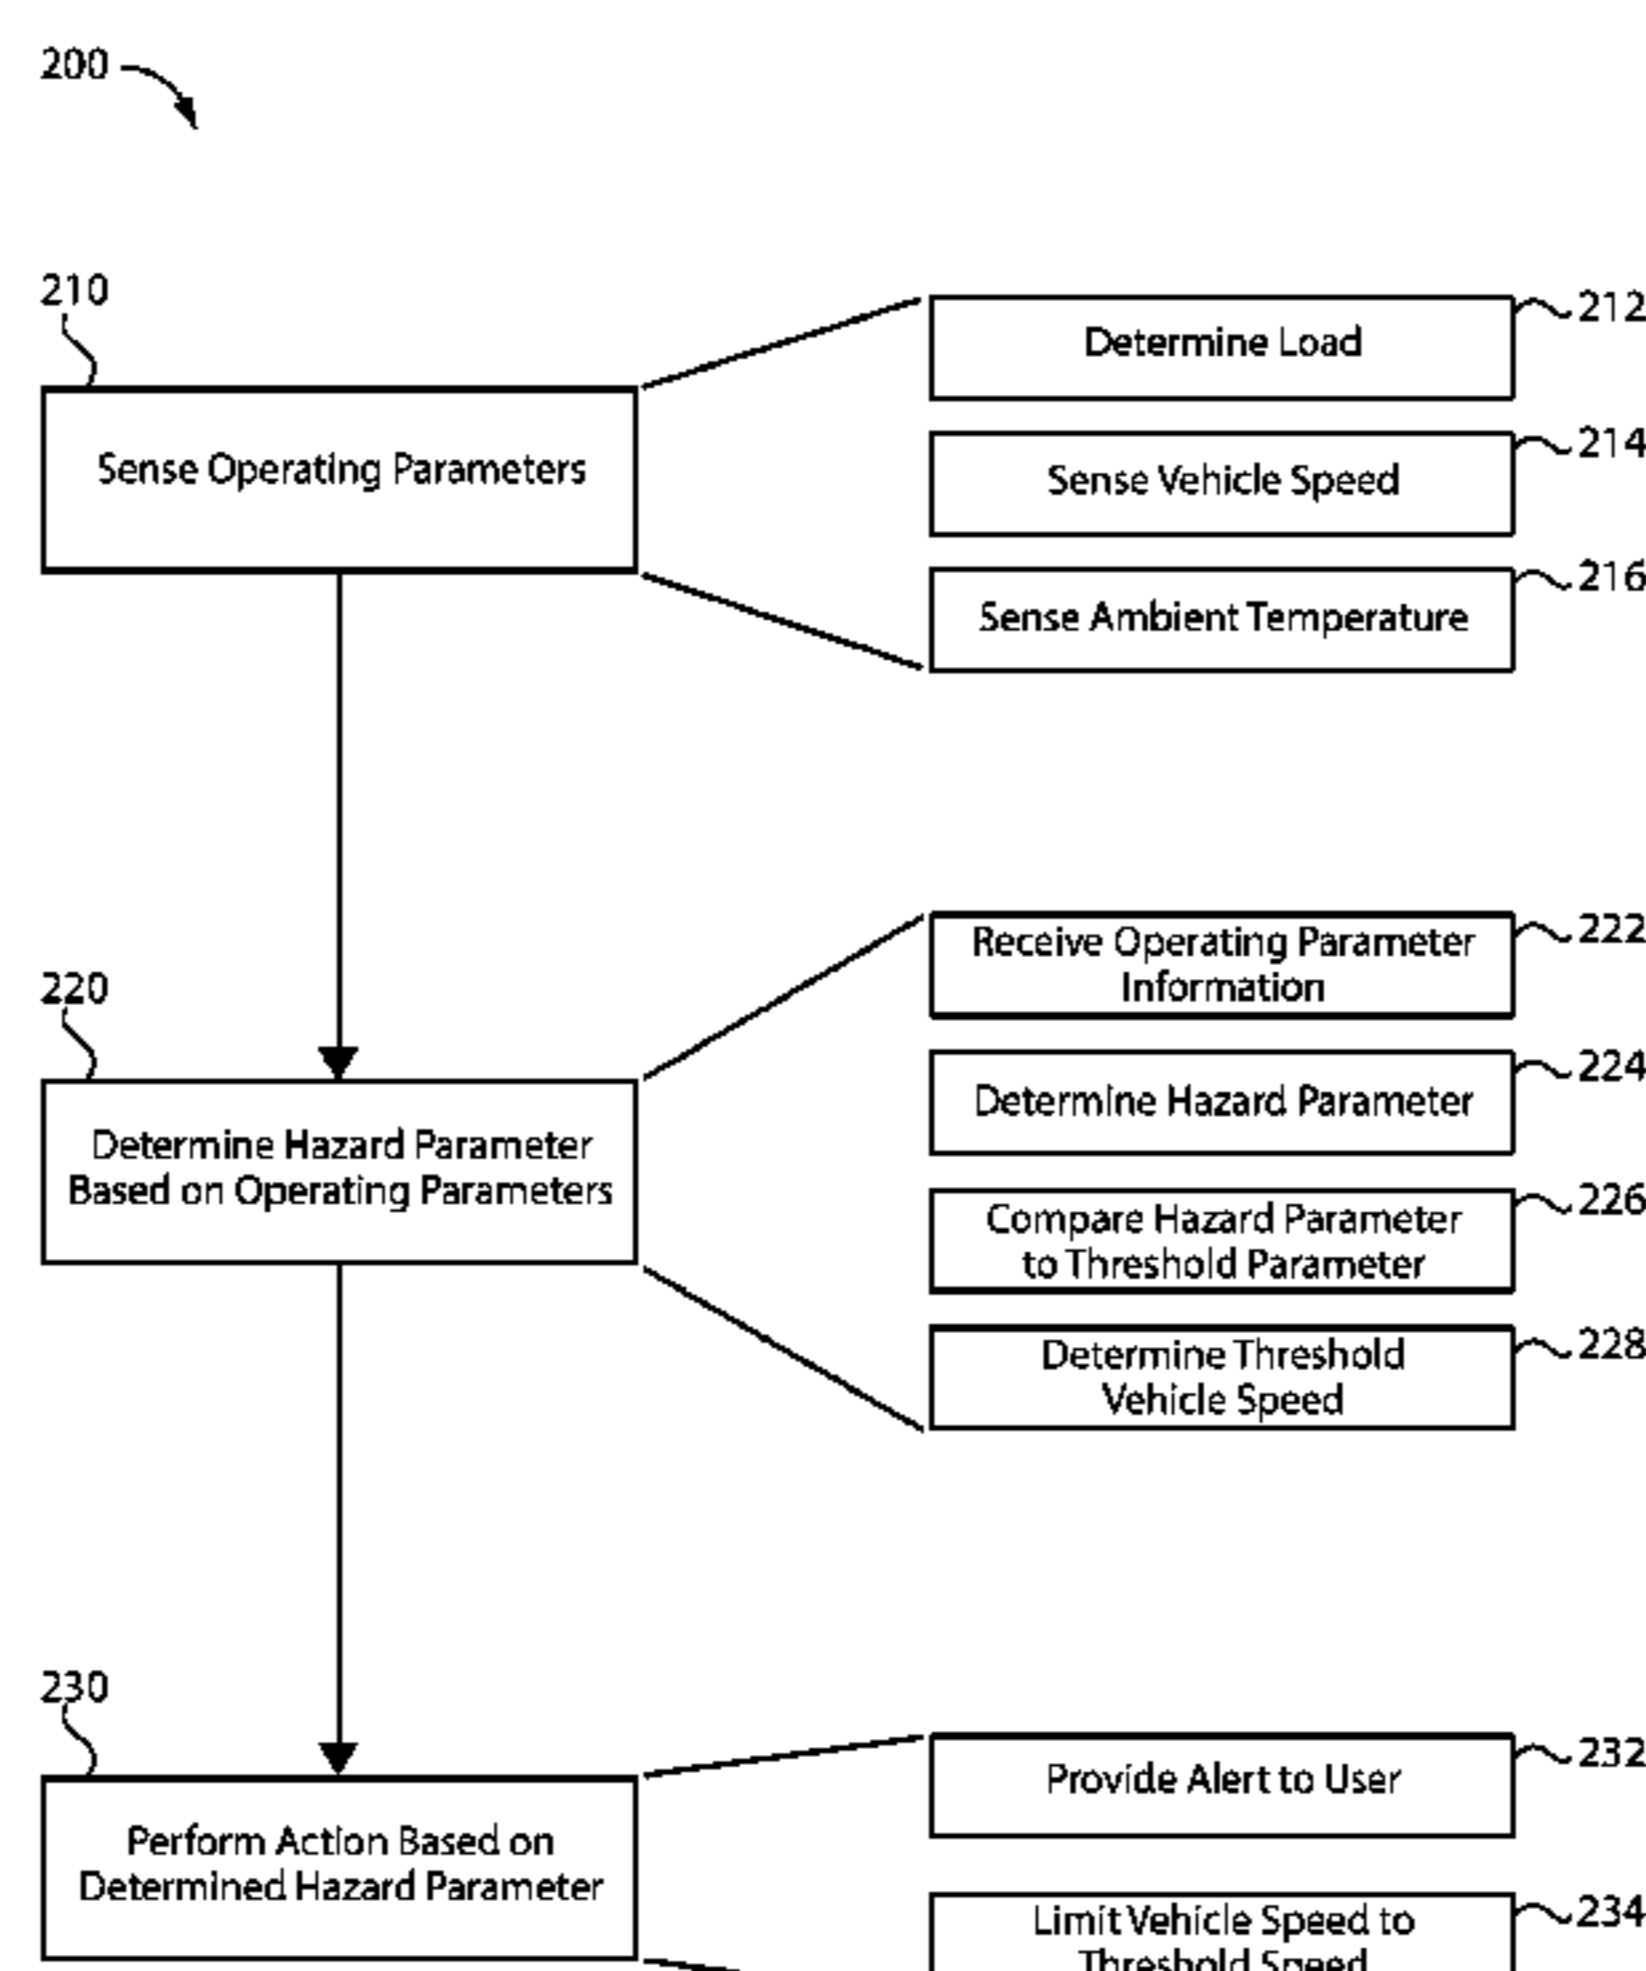 200
210
Sense Operating Parameters
Determine Load
212
Sense Vehicle Speed
214
Sense Ambient Temperature
216
220
Determine Hazard Parameter
Based on Operating Parameters
Receive Operating Parameter
Information
222
Determine Hazard Parameter
224
Compare Hazard Parameter
to Threshold Parameter
226
Determine Threshold
Vehicle Speed
228
230
Perform Action Based on
Determined Hazard Parameter
Provide Alert to User
232
Limit Vehicle Speed to
Threshold Speed
234